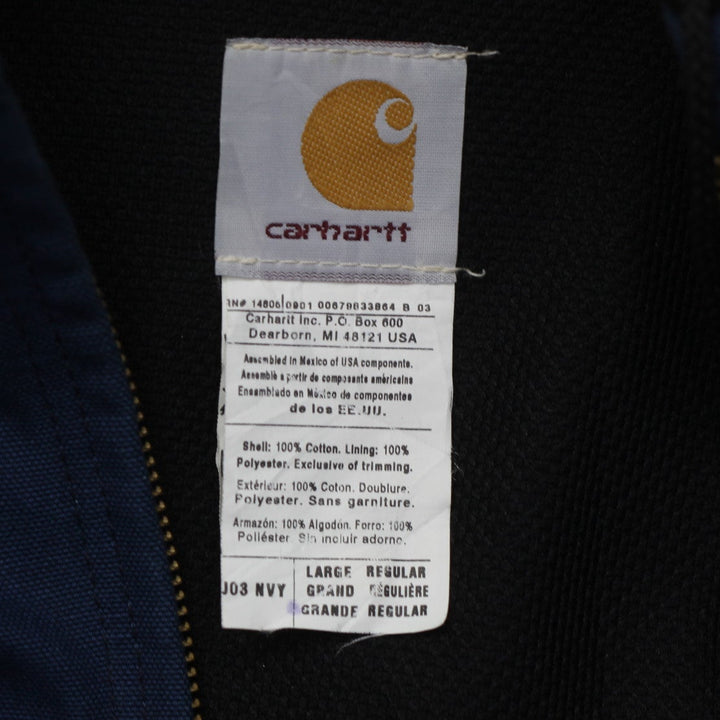 carhartt
RN# 14806 0901 00679833864 B 03
Carhartt Inc. P.O. Box 600
Dearborn, MI 48121 USA
Assembled in Mexico of USA components.
Assemblé a partir de composants américains
Ensamblado en México de componentes
de los EE.UU.
Shell: 100% Cotton. Lining: 100%
Polyester. Exclusive of trimming.
Extérieur: 100% Coton. Doublure.
Polyester. Sans garniture.
Armazón: 100% Algodón. Forro: 100%
Poliéster. Sin incluir adorno.
J03 NVY
LARGE REGULAR
GRAND RÉGULIÈRE
GRANDE REGULAR